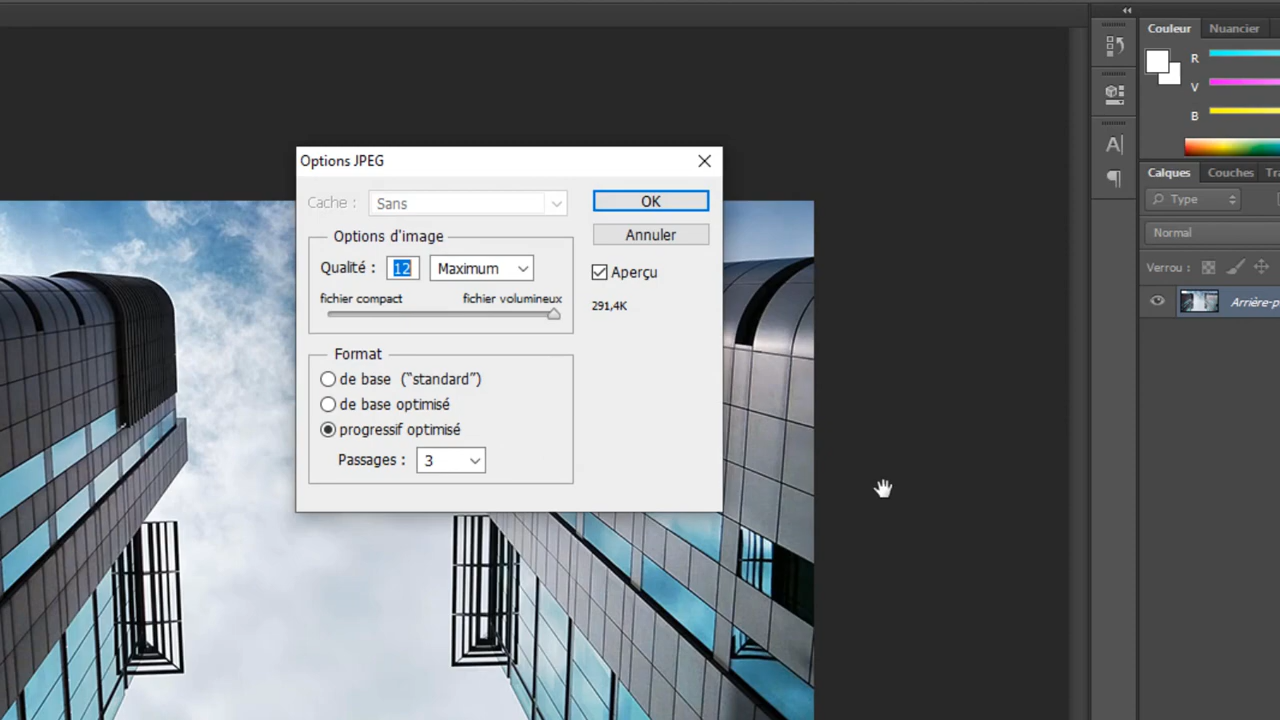 Options JPEG
Cache : Sans
OK
Options d'image
Annuler
Qualité : 12 Maximum
Aperçu
fichier compact fichier volumineux
291,4K
Format
de base ("standard")
de base optimisé
progressif optimisé
Passages : 3
Couleur Nuancier
R
V
B
Calques Couches Tr
Type
Normal
Verrou :
Arrière-p
A